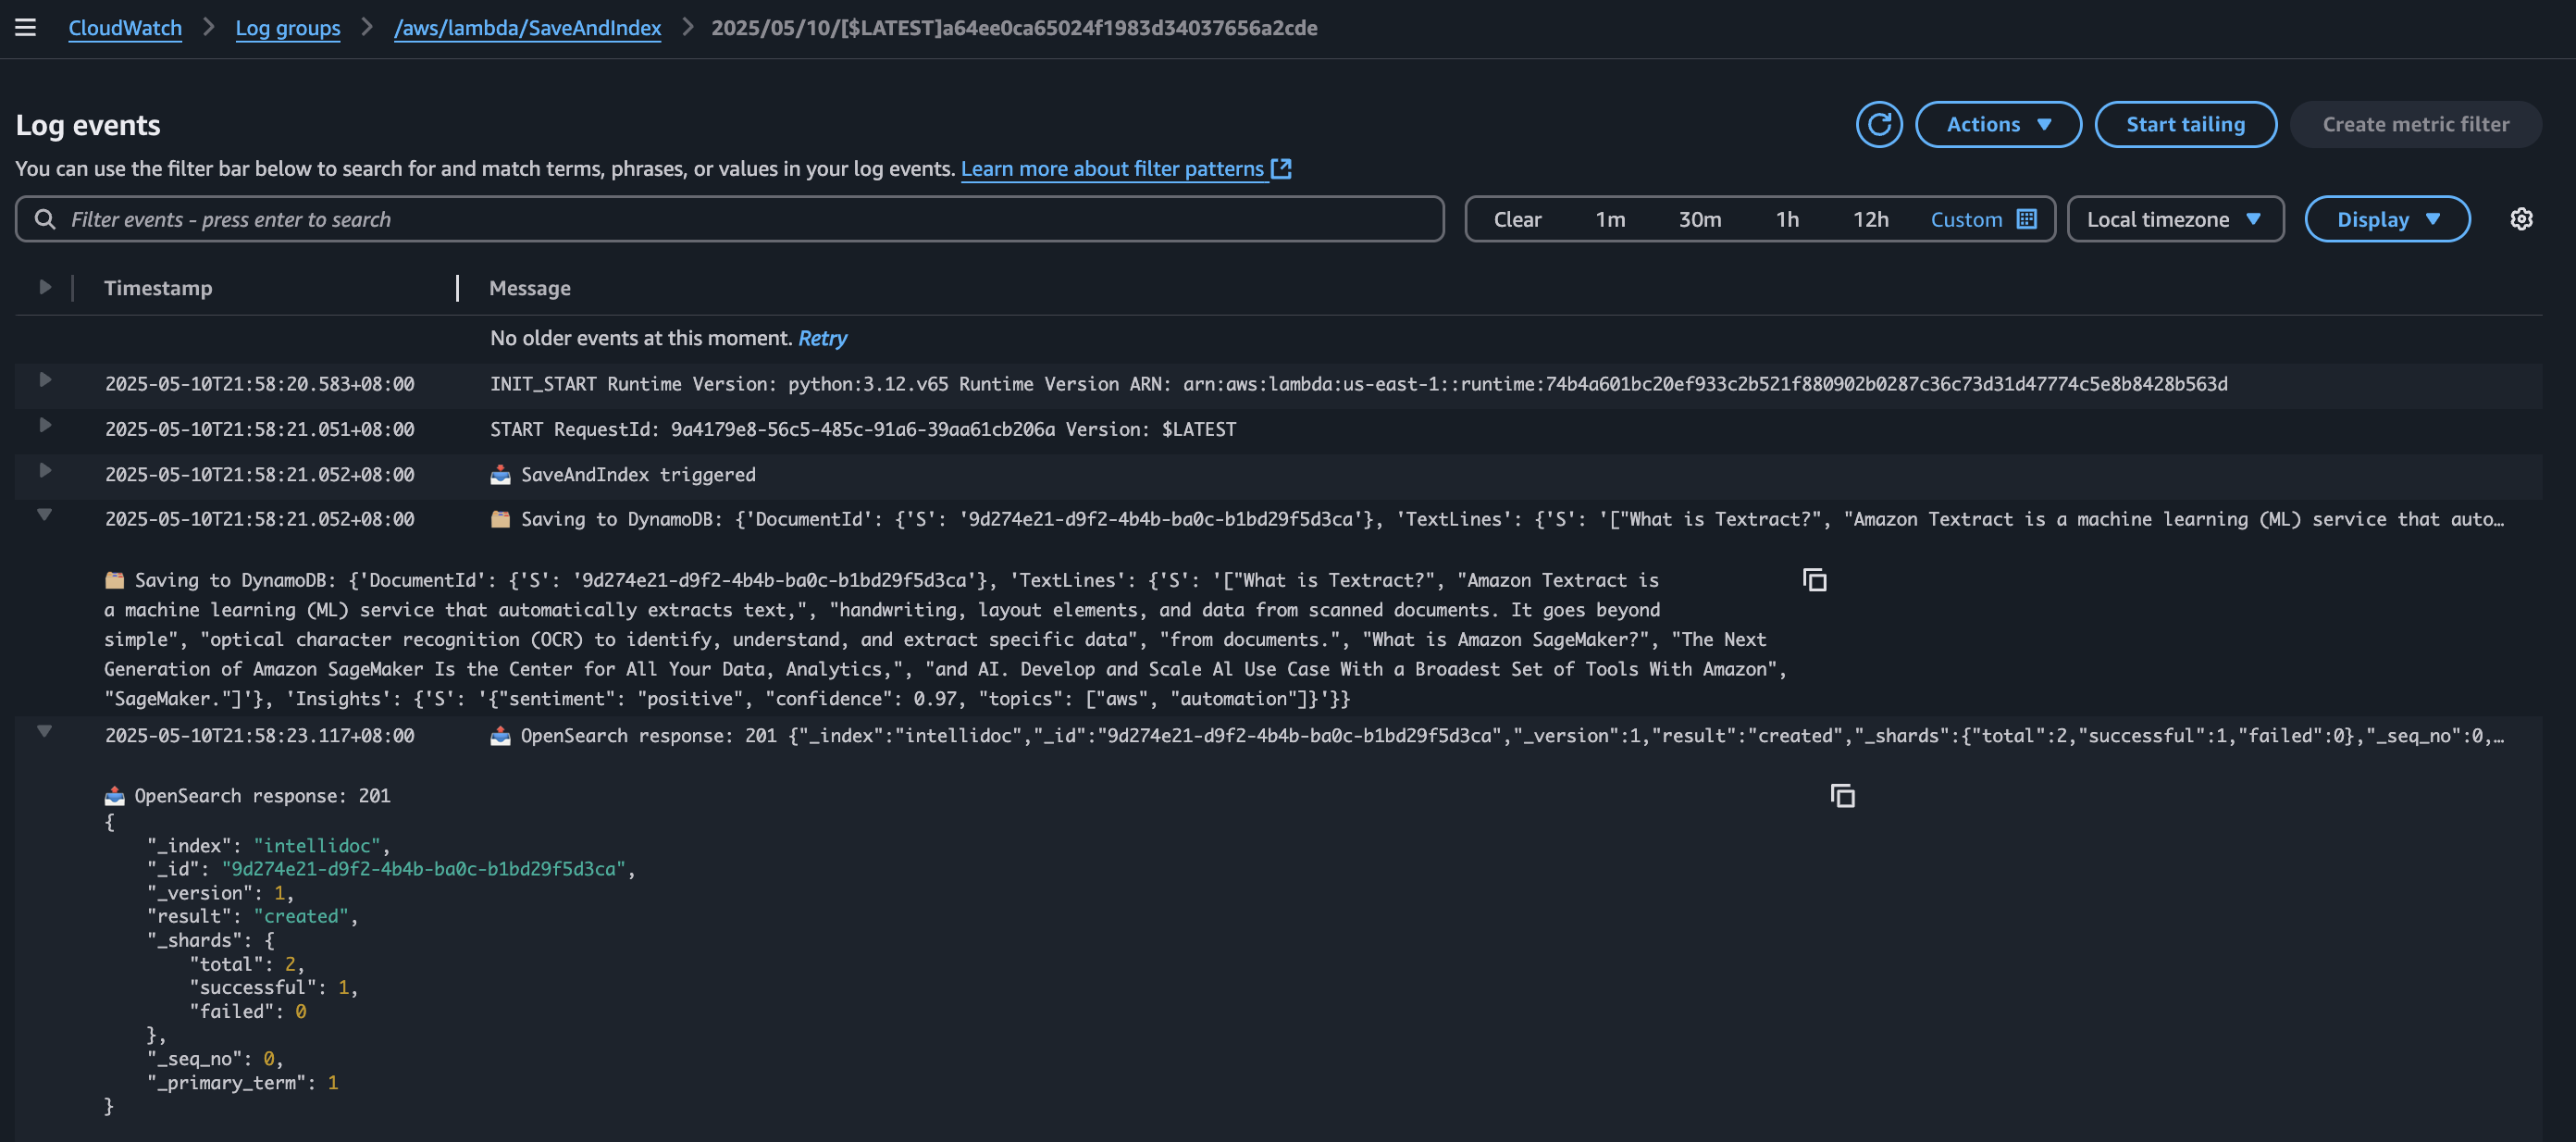 CloudWatch > Log groups > /aws/lambda/SaveAndIndex > 2025/05/10/[$LATEST]a64ee0ca65024f1983d34037656a2cde
Log events
Actions Start tailing Create metric filter
You can use the filter bar below to search for and match terms, phrases, or values in your log events. Learn more about filter patterns
Filter events - press enter to search
Clear 1m 30m 1h 12h Custom Local timezone Display
Timestamp Message
No older events at this moment. Retry
2025-05-10T21:58:20.583+08:00 INIT_START Runtime Version: python:3.12.v65 Runtime Version ARN: arn:aws:lambda:us-east-1::runtime:74b4a601bc20ef933c2b521f880902b0287c36c73d31d47774c5e8b8428b563d
2025-05-10T21:58:21.051+08:00 START RequestId: 9a4179e8-56c5-485c-91a6-39aa61cb206a Version: $LATEST
2025-05-10T21:58:21.052+08:00 📥 SaveAndIndex triggered
2025-05-10T21:58:21.052+08:00 🗂️ Saving to DynamoDB: {'DocumentId': {'S': '9d274e21-d9f2-4b4b-ba0c-b1bd29f5d3ca'}, 'TextLines': {'S': '["What is Textract?", "Amazon Textract is a machine learning (ML) service that auto…
🗂️ Saving to DynamoDB: {'DocumentId': {'S': '9d274e21-d9f2-4b4b-ba0c-b1bd29f5d3ca'}, 'TextLines': {'S': '["What is Textract?", "Amazon Textract is
a machine learning (ML) service that automatically extracts text,", "handwriting, layout elements, and data from scanned documents. It goes beyond
simple", "optical character recognition (OCR) to identify, understand, and extract specific data", "from documents.", "What is Amazon SageMaker?", "The Next
Generation of Amazon SageMaker Is the Center for All Your Data, Analytics,", "and AI. Develop and Scale Al Use Case With a Broadest Set of Tools With Amazon",
"SageMaker."]'}, 'Insights': {'S': '{"sentiment": "positive", "confidence": 0.97, "topics": ["aws", "automation"]}'}}
2025-05-10T21:58:23.117+08:00 📤 OpenSearch response: 201 {"_index":"intellidoc","_id":"9d274e21-d9f2-4b4b-ba0c-b1bd29f5d3ca","_version":1,"result":"created","_shards":{"total":2,"successful":1,"failed":0},"_seq_no":0,…
📤 OpenSearch response: 201
{
"_index": "intellidoc",
"_id": "9d274e21-d9f2-4b4b-ba0c-b1bd29f5d3ca",
"_version": 1,
"result": "created",
"_shards": {
"total": 2,
"successful": 1,
"failed": 0
},
"_seq_no": 0,
"_primary_term": 1
}